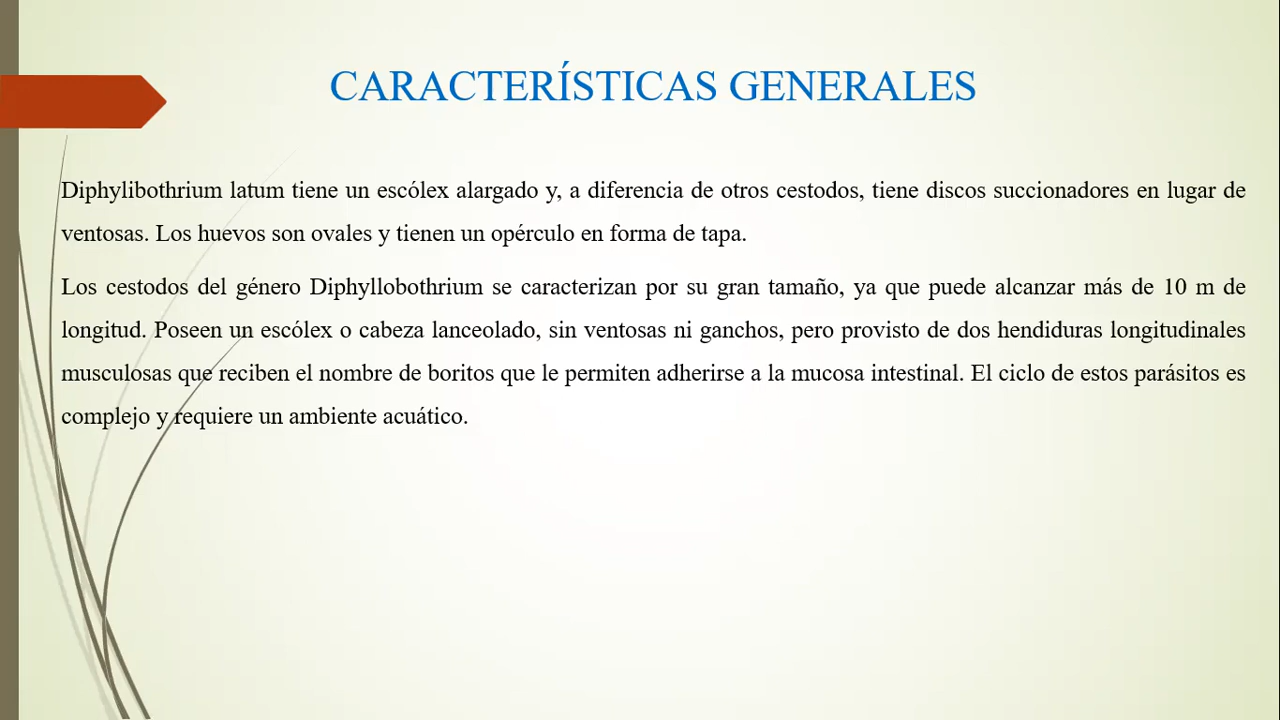 CARACTERÍSTICAS GENERALES
Diphylibothrium latum tiene un escólex alargado y, a diferencia de otros cestodos, tiene discos succionadores en lugar de
ventosas. Los huevos son ovales y tienen un opérculo en forma de tapa.
Los cestodos del género Diphyllobothrium se caracterizan por su gran tamaño, ya que puede alcanzar más de 10 m de
longitud. Poseen un escólex o cabeza lanceolado, sin ventosas ni ganchos, pero provisto de dos hendiduras longitudinales
musculosas que reciben el nombre de boritos que le permiten adherirse a la mucosa intestinal. El ciclo de estos parásitos es
complejo y requiere un ambiente acuático.